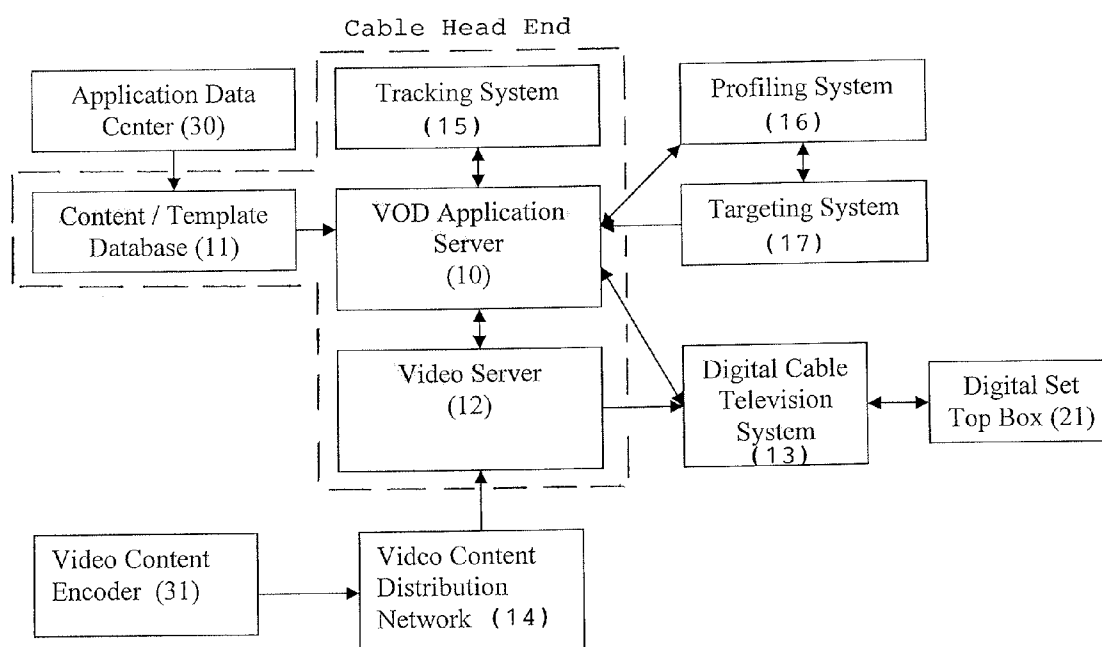 Cable Head End
Application Data
Center (30)
Tracking System
(15)
Profiling System
(16)
Content / Template
Database (11)
VOD Application
Server
(10)
Targeting System
(17)
Video Server
(12)
Digital Cable
Television
System
(13)
Digital Set
Top Box (21)
Video Content
Encoder (31)
Video Content
Distribution
Network (14)